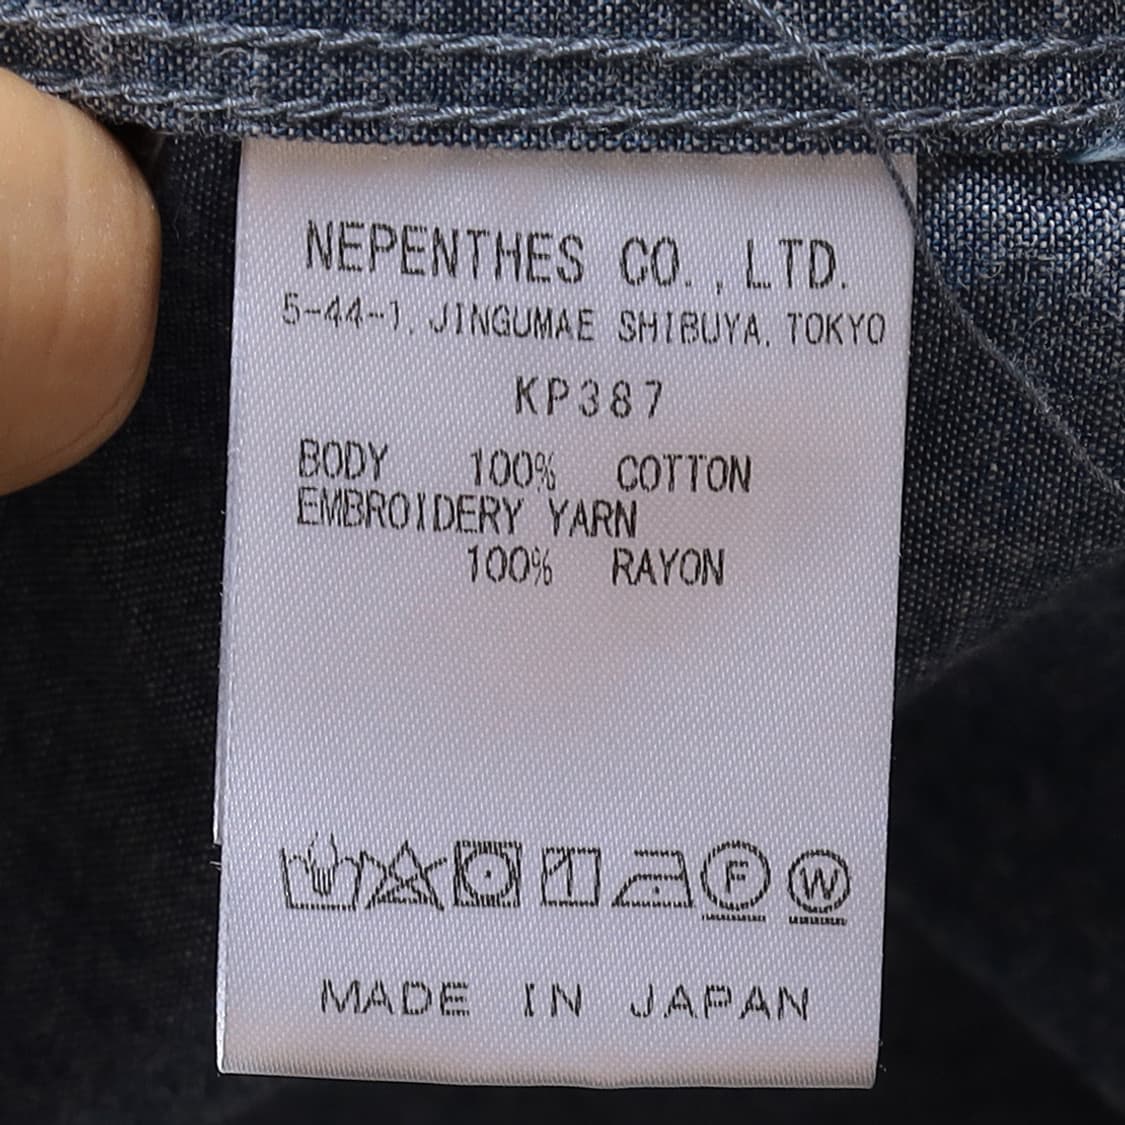 NEPENTHES CO., LTD.
5-44-1, JINGUMAE SHIBUYA, TOKYO
KP387
BODY 100% COTTON
EMBROIDERY YARN
100% RAYON
F W
MADE IN JAPAN